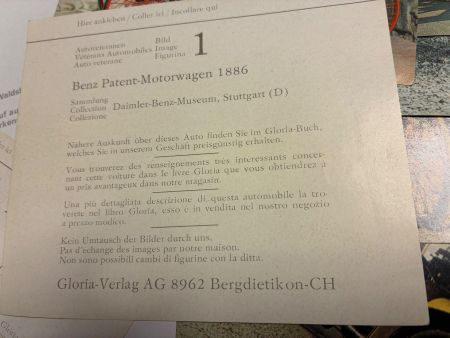 Hier ankleben / Coller ici / Incollare qui
Autoveteranen
Veterans Automobiles
Auto veterane
Bild
Image
Figurina
1
Benz Patent-Motorwagen 1886
Sammlung
Collection
Collezione
Daimler-Benz-Museum, Stuttgart (D)
Nähere Auskunft über dieses Auto finden Sie im Gloria-Buch,
welches Sie in unserem Geschäft preisgünstig erhalten.
Vous trouverez des renseignements très intéressants concer-
nant cette voiture dans le livre Gloria que vous obtiendrez à
un prix avantageux dans notre magasin.
Una più dettagliata descrizione di questa automobile la tro-
verete nel libro Gloria, esso è in vendita nel nostro negozio
a prezzo modico.
Kein Umtausch der Bilder durch uns.
Pas d'echange des images par notre maison.
Non sono possibili cambi di figurine con la ditta.
Gloria-Verlag AG 8962 Bergdietikon-CH